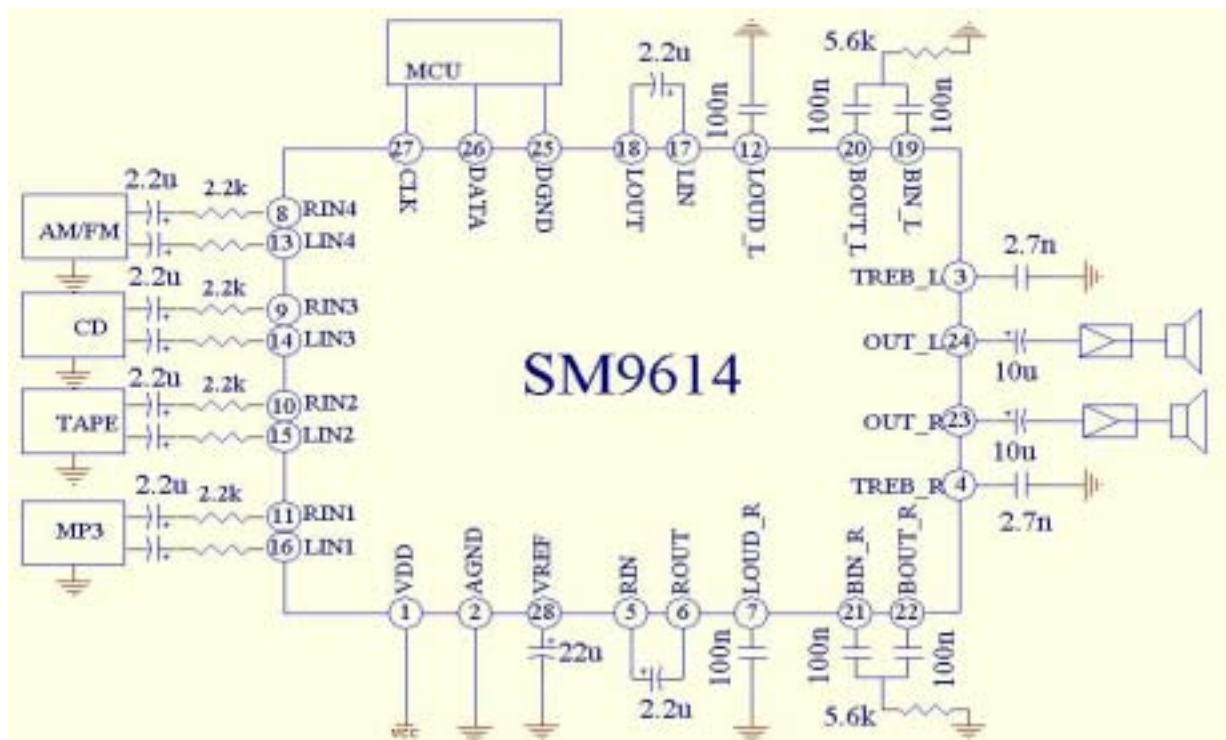 MCU
2.2u
100n
100n
5.6k
100n
27 26 25 18 17 12 20 19
CLK DATA DGND LOUT LIN LOUD_L BOUT_L BIN_L
2.2u 2.2k
AM/FM
8 RIN4
13 LIN4
2.2u 2.2k
CD
9 RIN3
14 LIN3
2.2u 2.2k
TAPE
10 RIN2
15 LIN2
2.2u 2.2k
MP3
11 RIN1
16 LIN1
SM9614
TREB_L 3
2.7n
OUT_L 24
10u
OUT_R 23
10u
TREB_R 4
2.7n
VDD AGND VREF RIN ROUT LOUD_R BIN_R BOUT_R
1 2 28 5 6 7 21 22
22u
2.2u
100n
100n
100n
5.6k
vcc